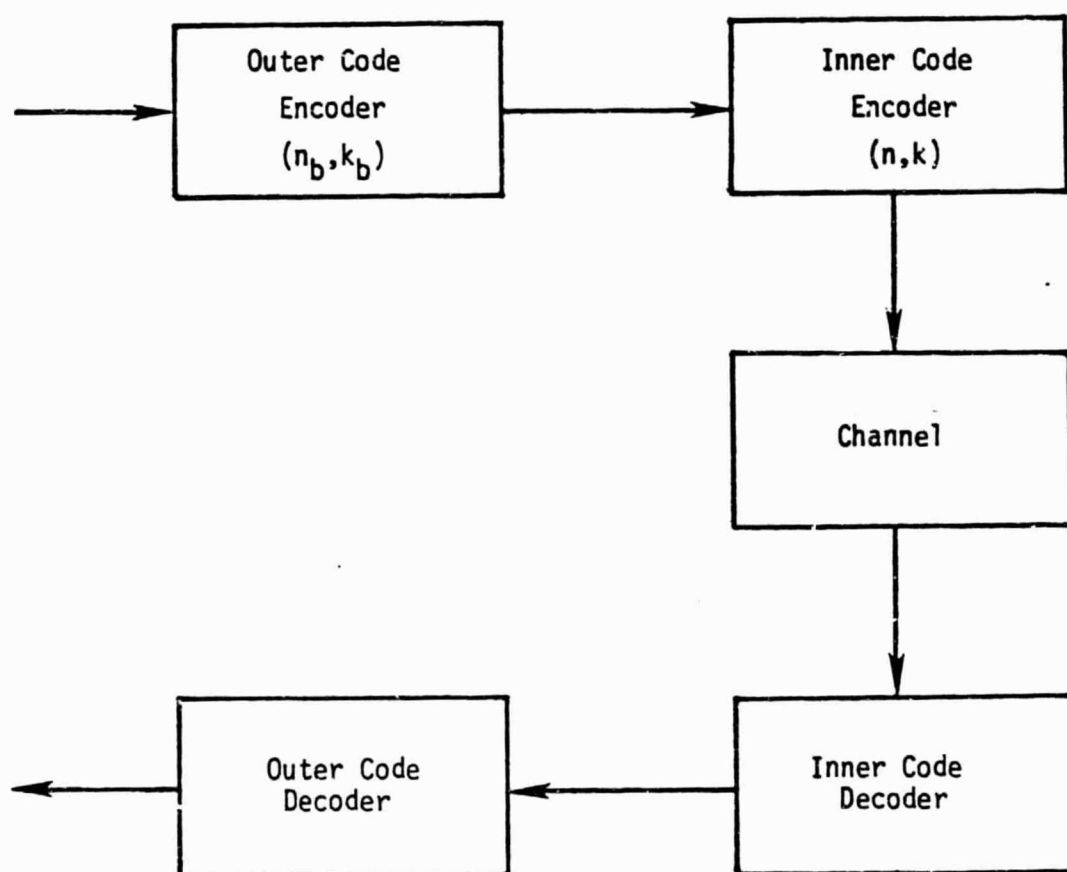 Outer Code
Encoder
(n_b,k_b)
Inner Code
Encoder
(n,k)
Channel
Inner Code
Decoder
Outer Code
Decoder